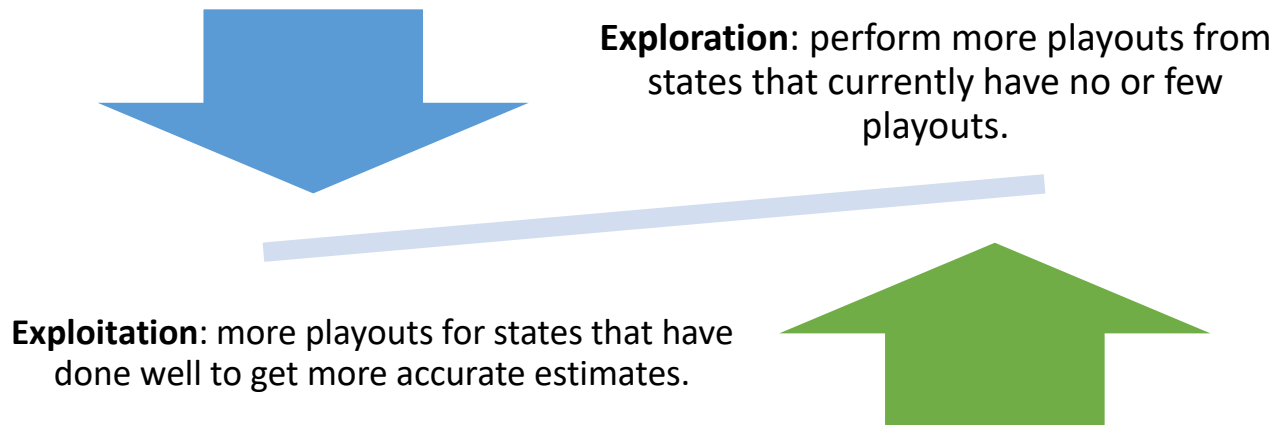 Exploration: perform more playouts from
states that currently have no or few
playouts.
Exploitation: more playouts for states that have
done well to get more accurate estimates.